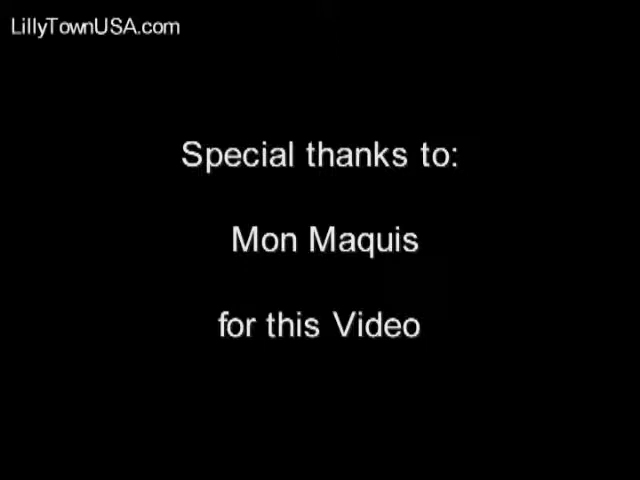 LillyTownUSA.com
Special thanks to:
Mon Maquis
for this Video